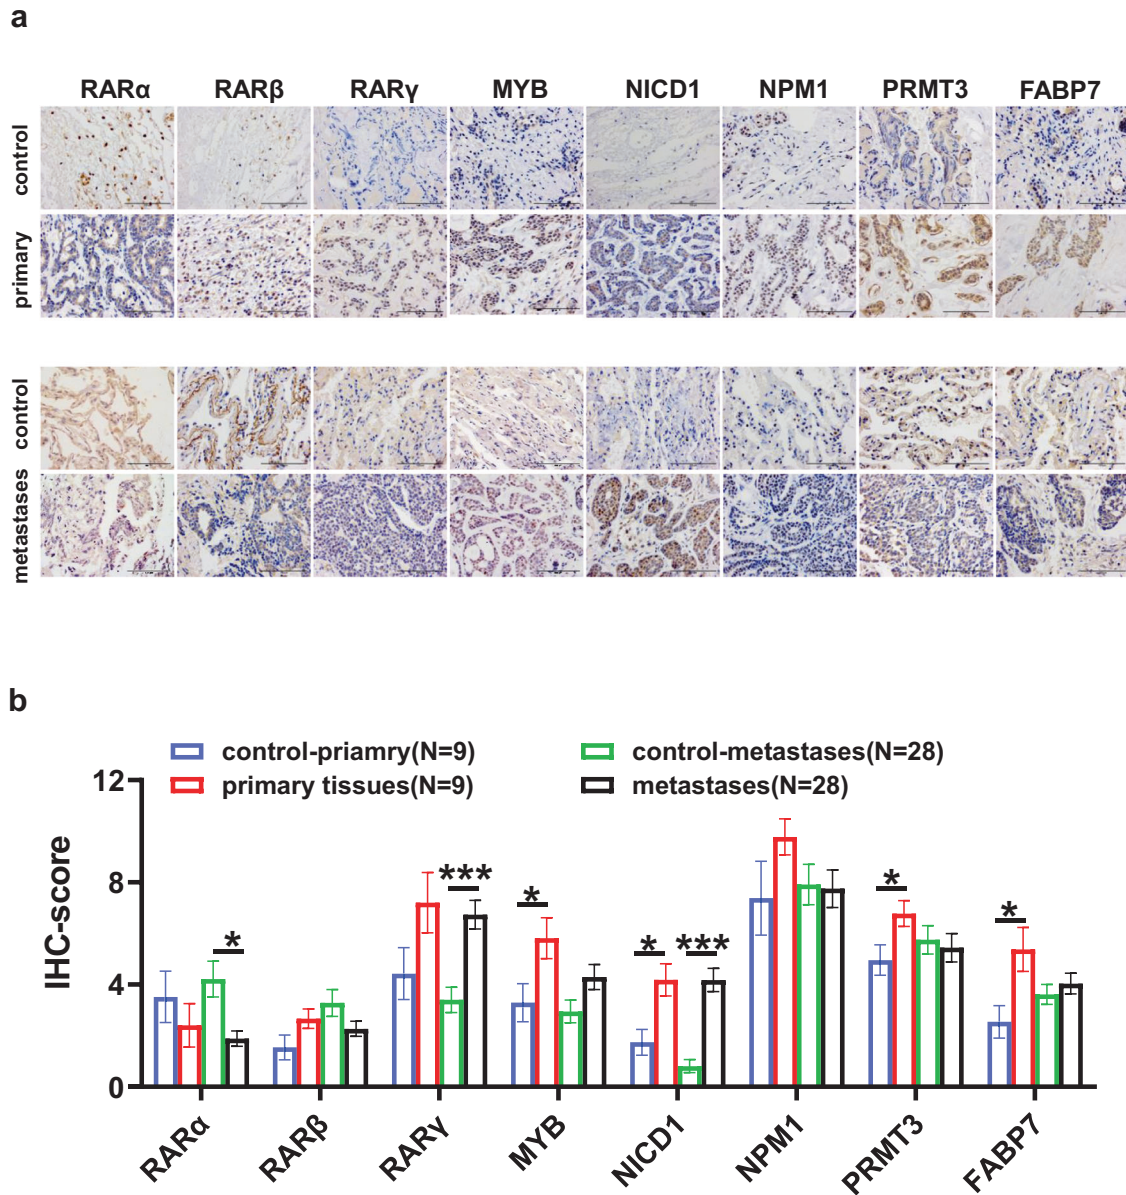 a
RARα RARβ RARγ MYB NICD1 NPM1 PRMT3 FABP7
control
primary
control
metastases
b
control-priamry(N=9) control-metastases(N=28)
primary tissues(N=9) metastases(N=28)
IHC-score
12
8
4
0
* *** * * *** * *
RARα RARβ RARγ MYB NICD1 NPM1 PRMT3 FABP7